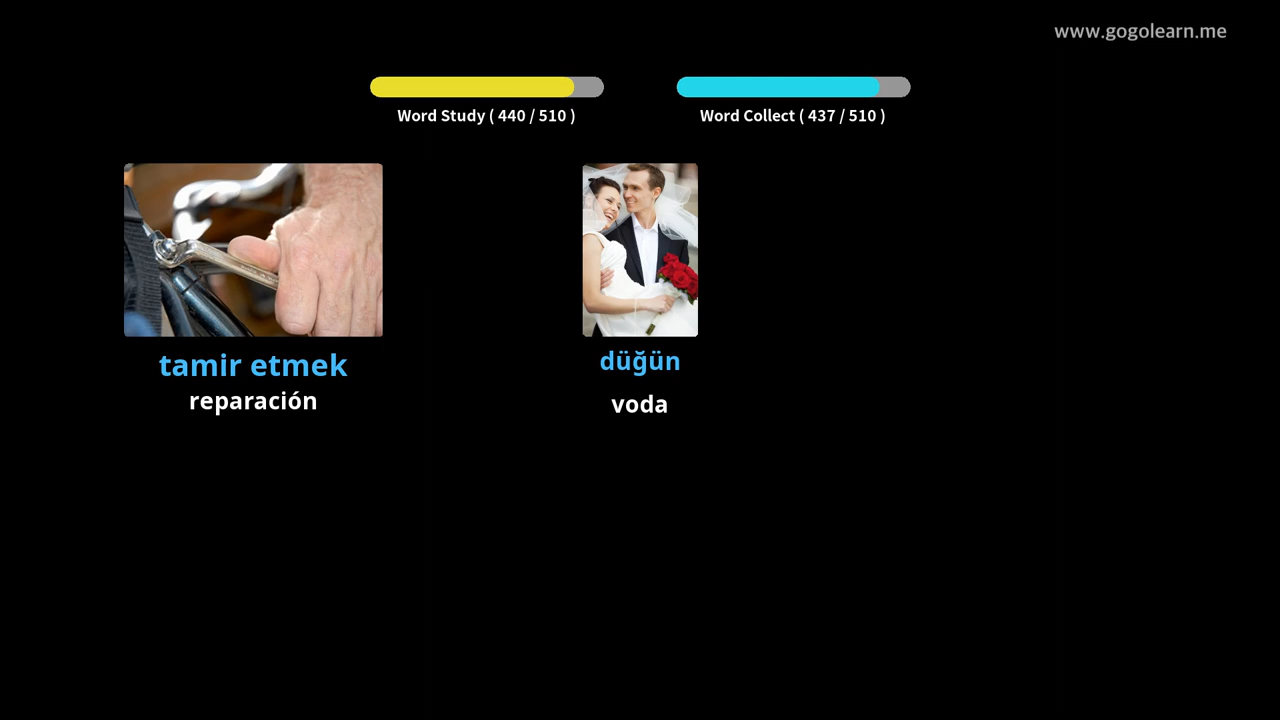 www.gogolearn.me
Word Study ( 440 / 510 )
Word Collect ( 437 / 510 )
tamir etmek
reparación
düğün
voda